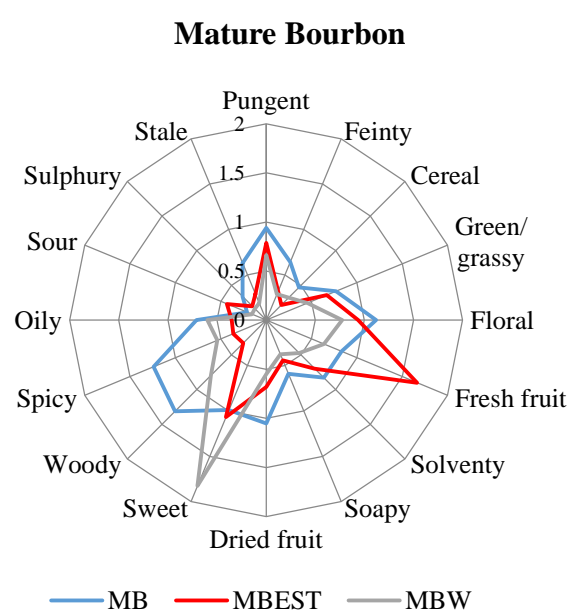 Mature Bourbon
Pungent
Feinty
Cereal
Green/
grassy
Floral
Fresh fruit
Solventy
Soapy
Dried fruit
Sweet
Woody
Spicy
Oily
Sour
Sulphury
Stale
2
1.5
1
0.5
0
MB
MBEST
MBW